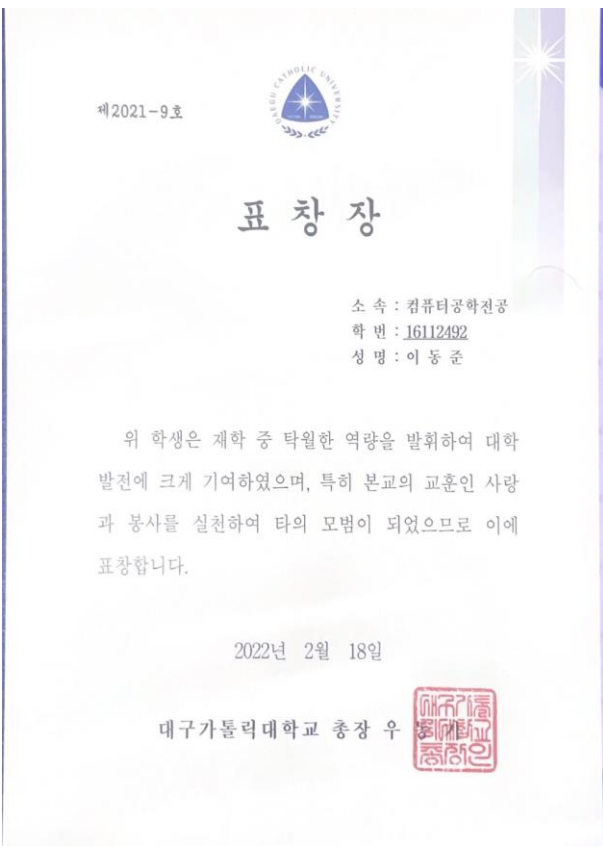 제2021-9호
DAEGU CATHOLIC UNIVERSITY
표 창 장
소 속 : 컴퓨터공학전공
학 번 : 16112492
성 명 : 이 동 준
위 학생은 재학 중 탁월한 역량을 발휘하여 대학
발전에 크게 기여하였으며, 특히 본교의 교훈인 사랑
과 봉사를 실천하여 타의 모범이 되었으므로 이에
표창합니다.
2022년 2월 18일
대구가톨릭대학교 총장 우